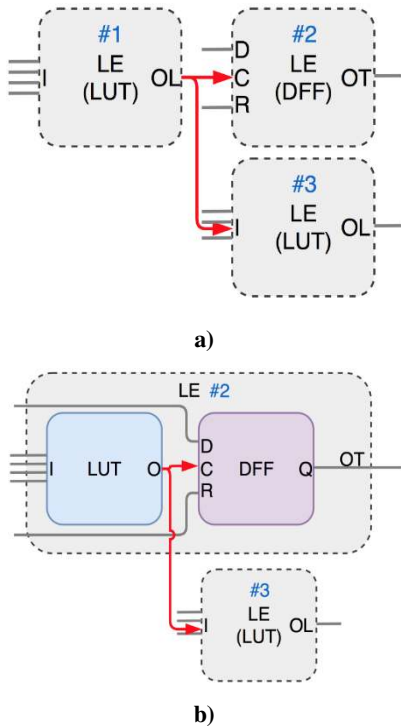 #1
LE
(LUT)
I
OL
#2
LE
(DFF)
D
C
R
OT
#3
LE
(LUT)
I
OL
a)
LE #2
LUT
I
O
D
C
R
DFF
Q
OT
#3
LE
(LUT)
I
OL
b)